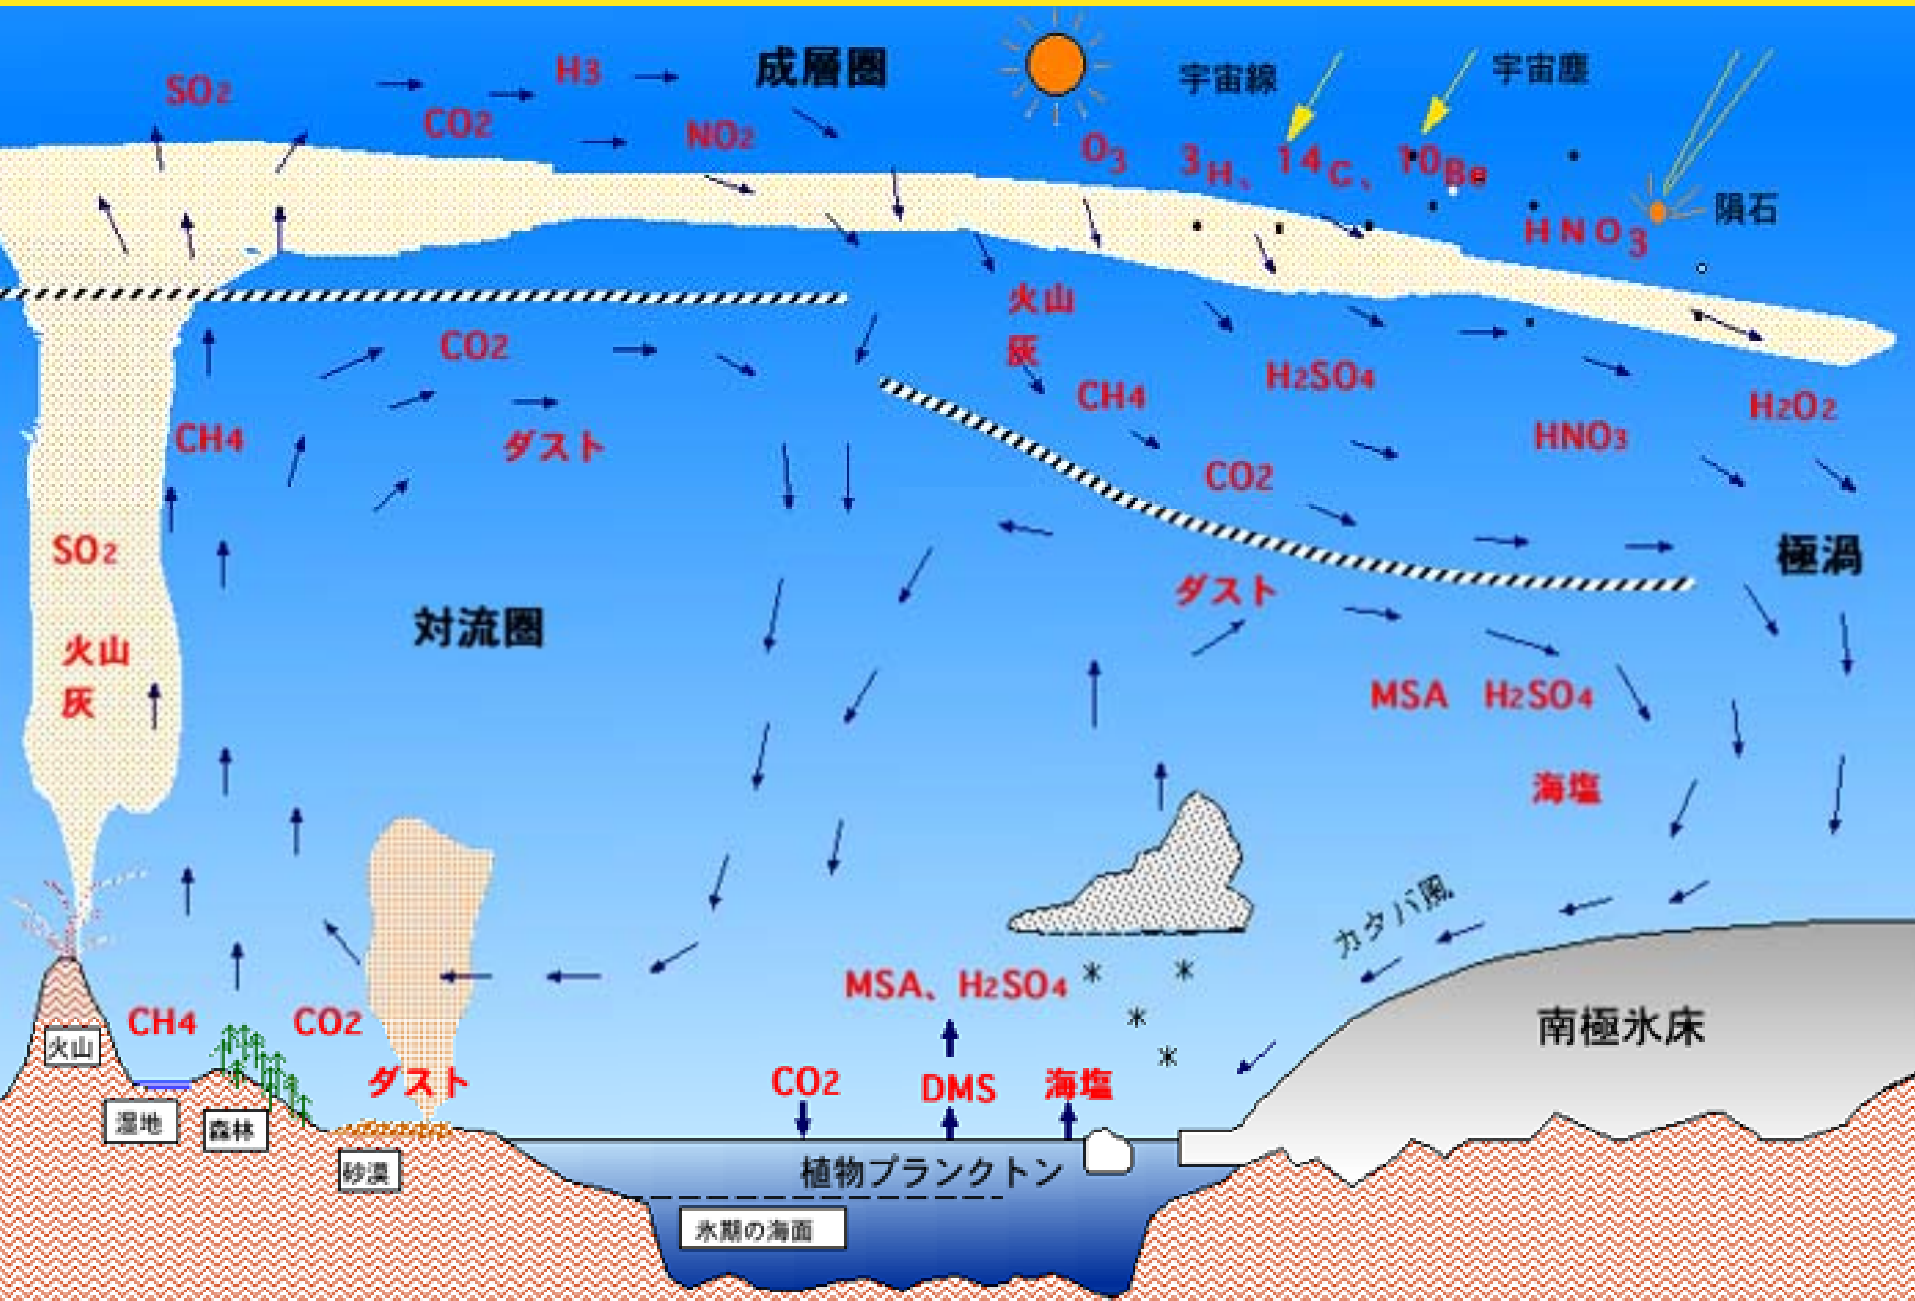 成層圏
宇宙線
宇宙塵
SO2
H3
CO2
NO2
O3
3H、14C、10Be
隕石
HNO3
火山
灰
CO2
H2SO4
CH4
H2O2
CH4
ダスト
HNO3
CO2
SO2
極渦
ダスト
対流圏
火山
灰
MSA H2SO4
海塩
カタバ風
MSA、H2SO4
CH4
CO2
南極氷床
火山
ダスト
CO2
DMS
海塩
湿地
森林
砂漠
植物プランクトン
氷期の海面